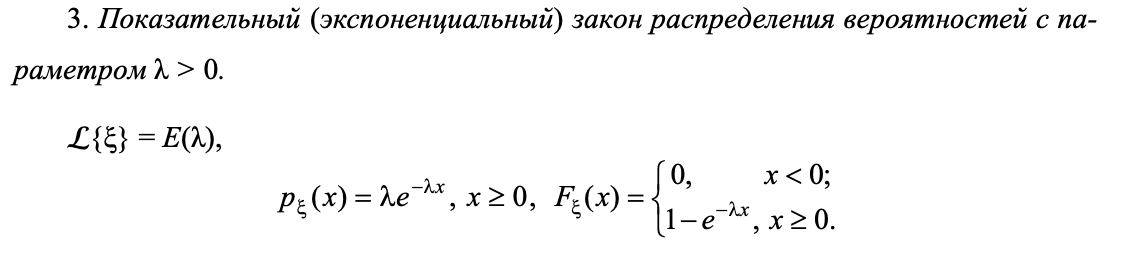 3. Показательный (экспоненциальный) закон распределения вероятностей с па-
раметром λ > 0.
ℒ{ξ} = E(λ),
p_ξ(x) = λe^{−λx}, x ≥ 0, F_ξ(x) = { 0, x < 0;
1 − e^{−λx}, x ≥ 0.